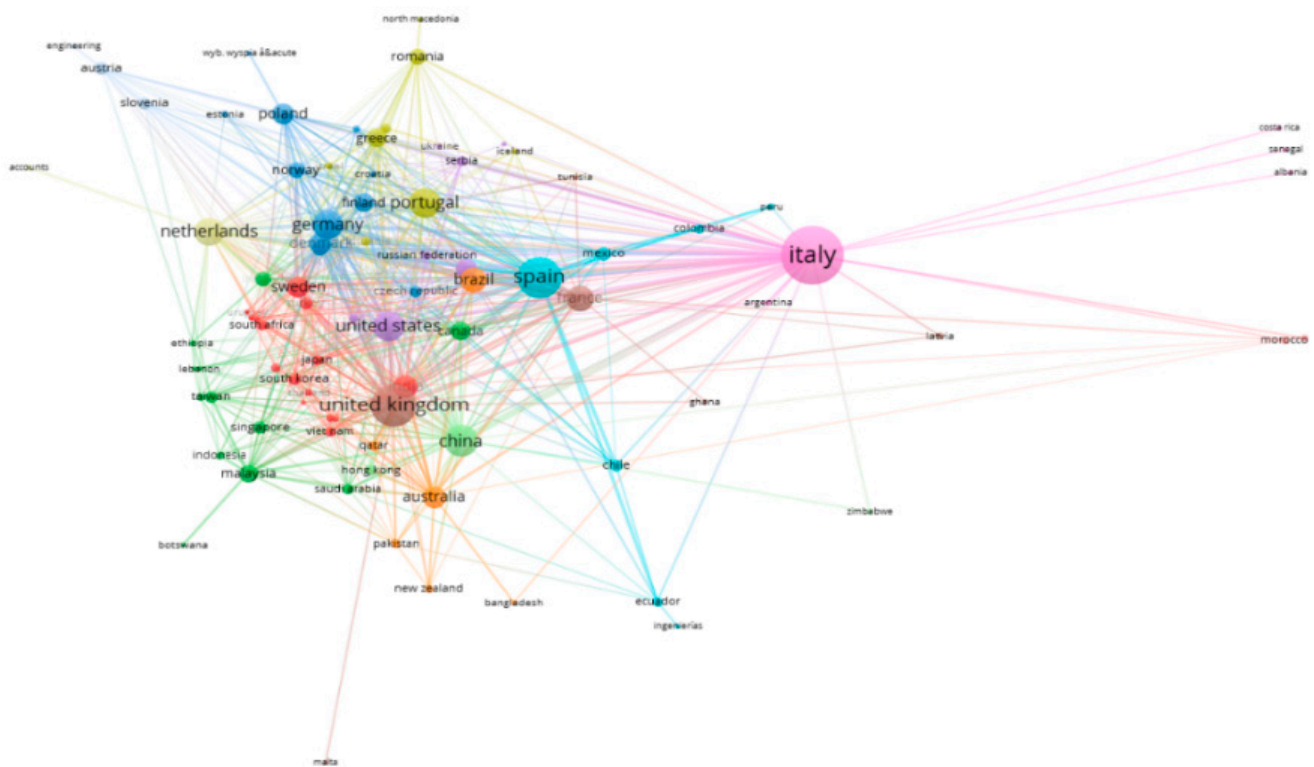 north macedonia
engineering
wyb. wyspia å&acute
romania
austria
slovenia
estonia
poland
costa rica
greece
ukraine
iceland
senegal
serbia
accounts
norway
croatia
tunisia
albania
finland
portugal
peru
netherlands
germany
colombia
denmark
russian federation
mexico
italy
spain
brazil
sweden
czech republic
france
argentina
south africa
united states
canada
latvia
morocco
ethiopia
japan
lebanon
south korea
taiwan
united kingdom
ghana
singapore
viet nam
china
qatar
indonesia
malaysia
hong kong
chile
saudi arabia
australia
zimbabwe
botswana
pakistan
new zealand
bangladesh
ecuador
ingenierías
malta